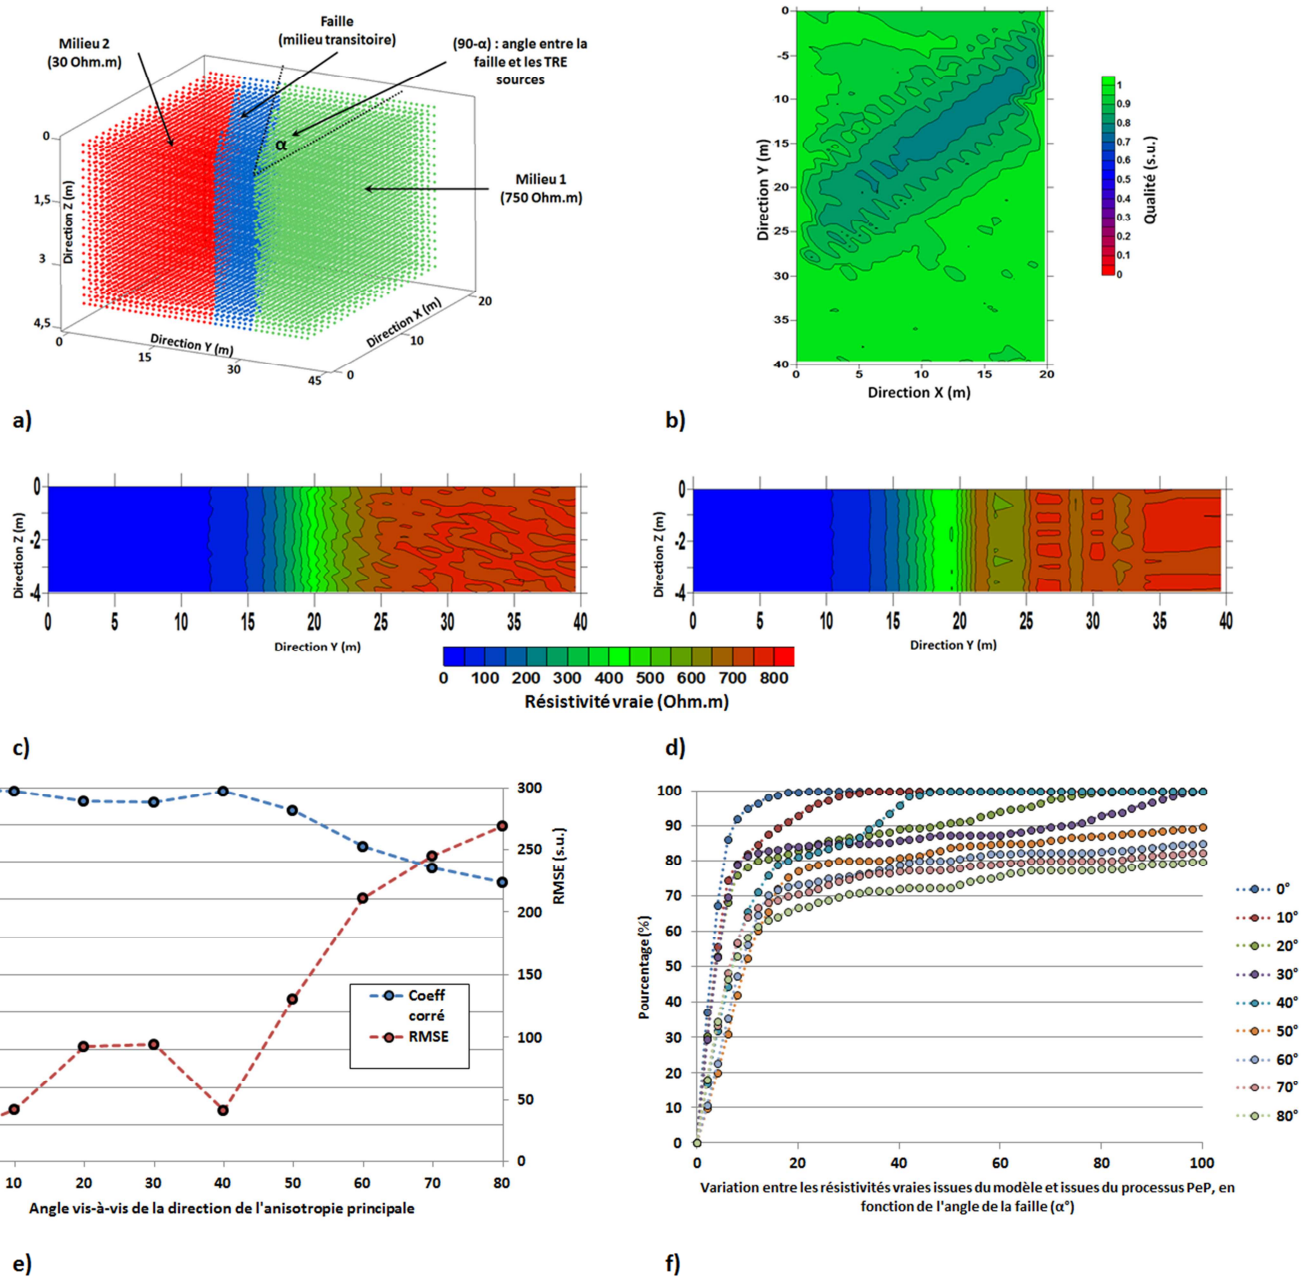 Milieu 2
(30 Ohm.m)
Faille
(milieu transitoire)
(90-α) : angle entre la
faille et les TRE
sources
α
Milieu 1
(750 Ohm.m)
0
1,5
3
4,5
Direction Z (m)
0
15
30
45
Direction Y (m)
0
10
20
Direction X (m)
a)
0
-5
-10
-15
-20
-25
-30
-35
-40
Direction Y (m)
0
5
10
15
20
Direction X (m)
1
0.9
0.9
0.8
0.7
0.6
0.5
0.4
0.3
0.2
0.1
0
Qualité (s.u.)
b)
0
-2
-4
Direction Z (m)
0 5 10 15 20 25 30 35 40
Direction Y (m)
c)
0
-2
-4
Direction Z (m)
0 5 10 15 20 25 30 35 40
Direction Y (m)
d)
0 100 200 300 400 500 600 700 800
Résistivité vraie (Ohm.m)
300
250
200
150
100
50
0
RMSE (s.u.)
Coeff
corré
RMSE
10 20 30 40 50 60 70 80
Angle vis-à-vis de la direction de l'anisotropie principale
e)
100
90
80
70
60
50
40
30
20
10
0
Pourcentage (%)
0 20 40 60 80 100
Variation entre les résistivités vraies issues du modèle et issues du processus PeP, en
fonction de l'angle de la faille (α°)
0°
10°
20°
30°
40°
50°
60°
70°
80°
f)